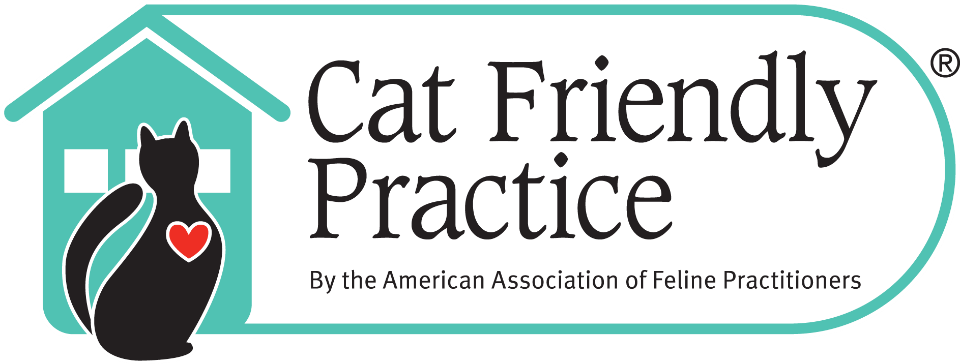 Cat Friendly ®
Practice
By the American Association of Feline Practitioners